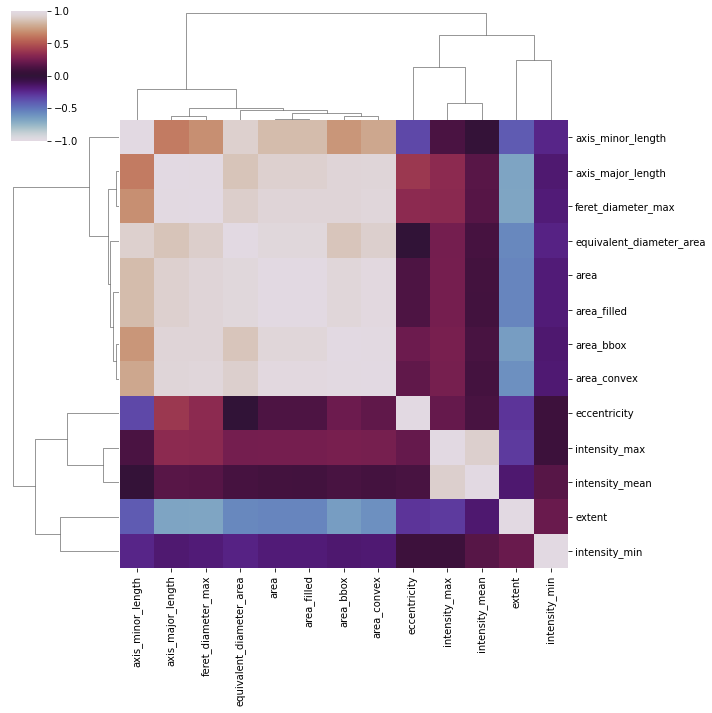 1.0
0.5
0.0
−0.5
−1.0
axis_minor_length
axis_major_length
feret_diameter_max
equivalent_diameter_area
area
area_filled
area_bbox
area_convex
eccentricity
intensity_max
intensity_mean
extent
intensity_min
axis_minor_length
axis_major_length
feret_diameter_max
equivalent_diameter_area
area
area_filled
area_bbox
area_convex
eccentricity
intensity_max
intensity_mean
extent
intensity_min